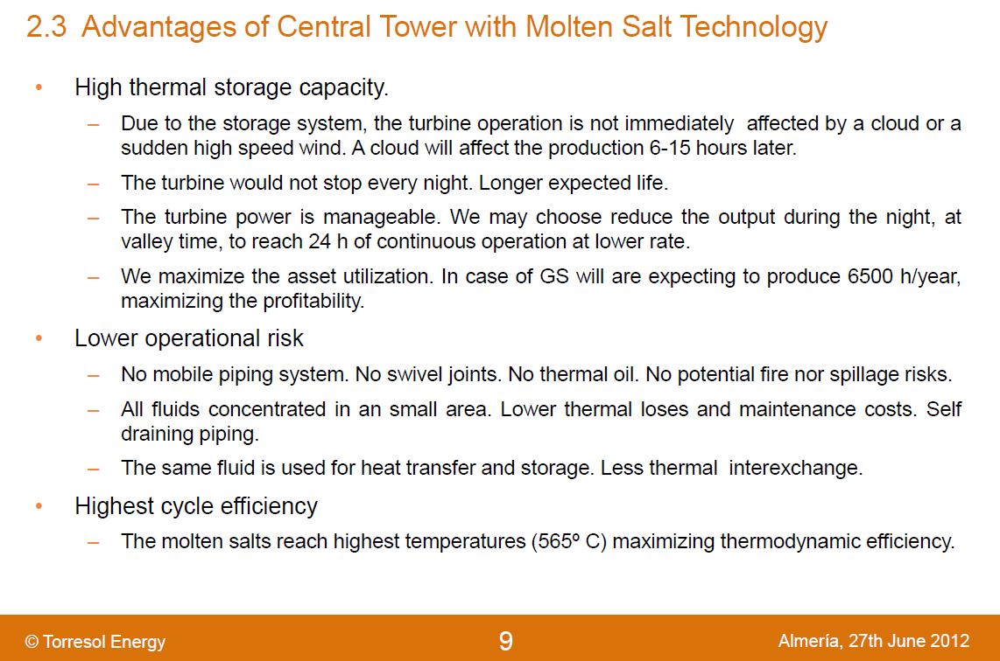 2.3 Advantages of Central Tower with Molten Salt Technology
• High thermal storage capacity.
– Due to the storage system, the turbine operation is not immediately affected by a cloud or a
sudden high speed wind. A cloud will affect the production 6-15 hours later.
– The turbine would not stop every night. Longer expected life.
– The turbine power is manageable. We may choose reduce the output during the night, at
valley time, to reach 24 h of continuous operation at lower rate.
– We maximize the asset utilization. In case of GS will are expecting to produce 6500 h/year,
maximizing the profitability.
• Lower operational risk
– No mobile piping system. No swivel joints. No thermal oil. No potential fire nor spillage risks.
– All fluids concentrated in an small area. Lower thermal loses and maintenance costs. Self
draining piping.
– The same fluid is used for heat transfer and storage. Less thermal interexchange.
• Highest cycle efficiency
– The molten salts reach highest temperatures (565º C) maximizing thermodynamic efficiency.
© Torresol Energy
9
Almería, 27th June 2012